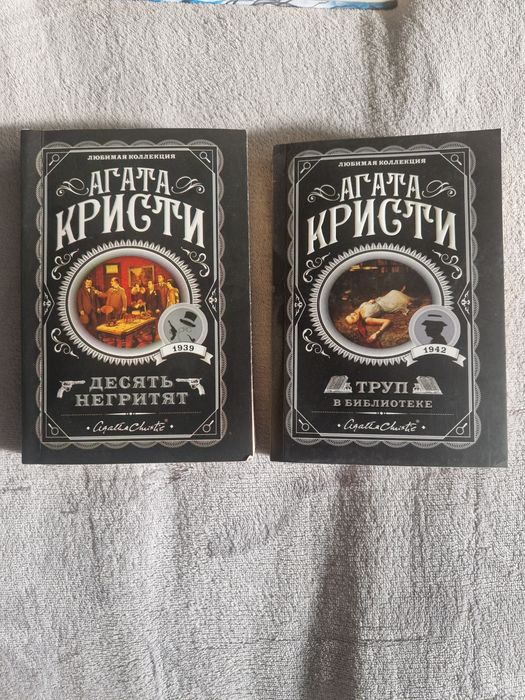 ЛЮБИМАЯ КОЛЛЕКЦИЯ
АГАТА
КРИСТИ
1939
ДЕСЯТЬ
НЕГРИТЯТ
Agatha Christie
ЛЮБИМАЯ КОЛЛЕКЦИЯ
АГАТА
КРИСТИ
1942
ТРУП
В БИБЛИОТЕКЕ
Agatha Christie